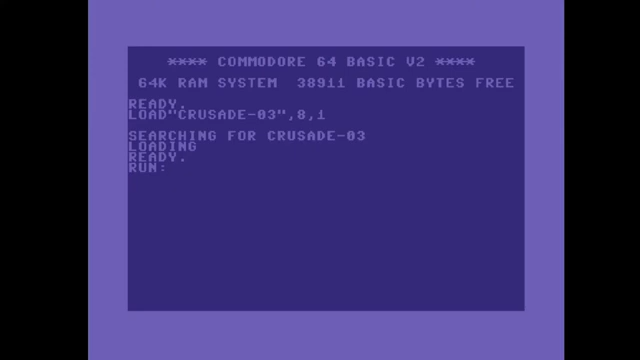 **** COMMODORE 64 BASIC V2 ****
64K RAM SYSTEM  38911 BASIC BYTES FREE
READY.
LOAD"CRUSADE-03",8,1
SEARCHING FOR CRUSADE-03
LOADING
READY.
RUN: